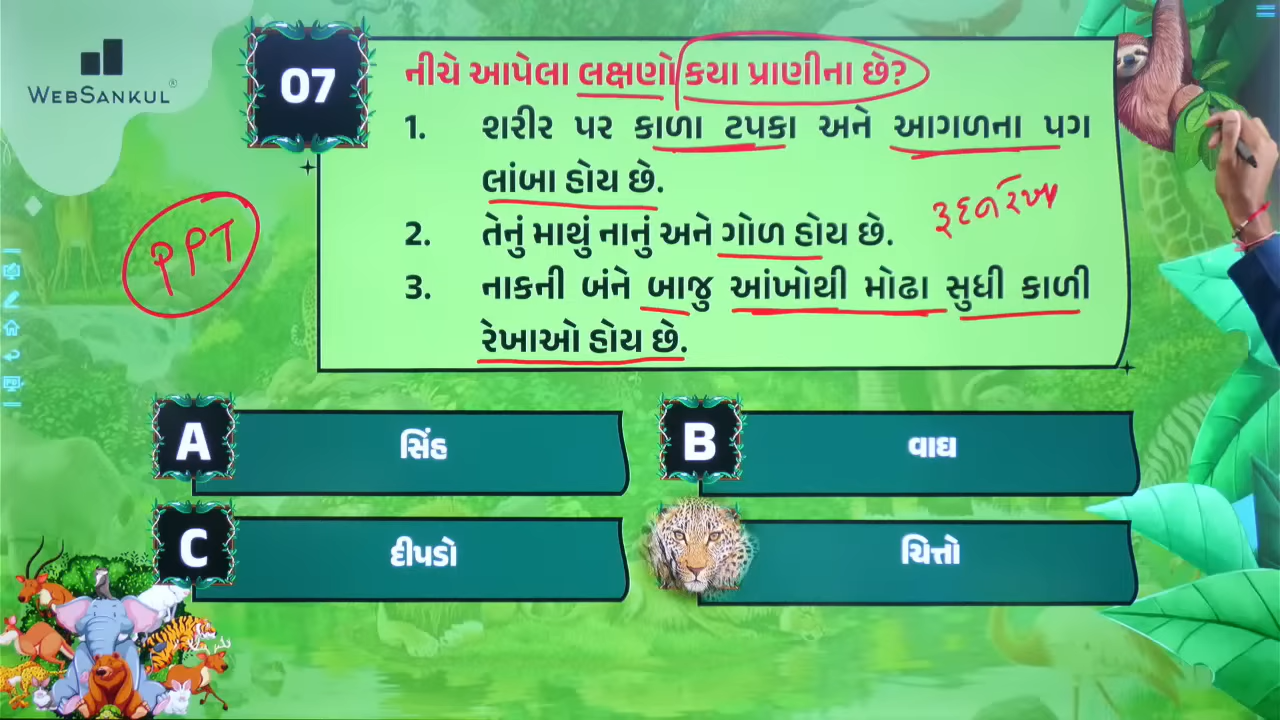 WEBSANKUL®
07
નીચે આપેલા લક્ષણો કયા પ્રાણીના છે?
1. શરીર પર કાળા ટપકા અને આગળના પગ
લાંબા હોય છે.
2. તેનું માથું નાનું અને ગોળ હોય છે.
રૂદનરેખા
3. નાકની બંને બાજુ આંખોથી મોઢા સુધી કાળી
રેખાઓ હોય છે.
PPT
A સિંહ
B વાઘ
C દીપડો
ચિત્તો